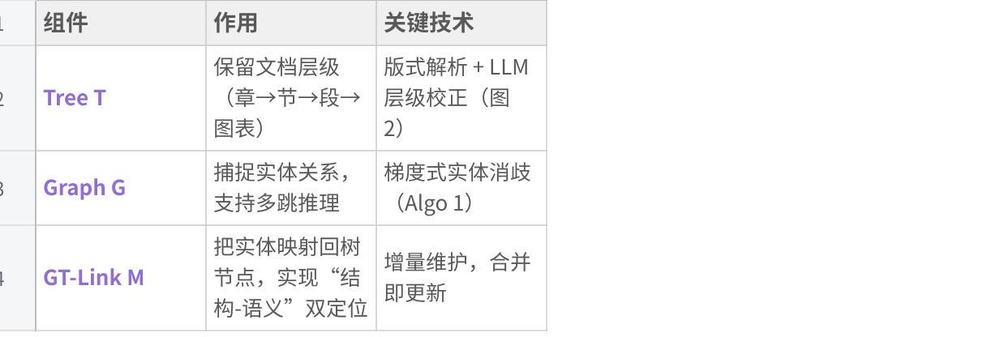 组件
作用
关键技术
Tree T
保留文档层级
（章→节→段→
图表）
版式解析 + LLM
层级校正（图
2）
Graph G
捕捉实体关系，
支持多跳推理
梯度式实体消歧
（Algo 1）
GT-Link M
把实体映射回树
节点，实现“结
构-语义”双定位
增量维护，合并
即更新